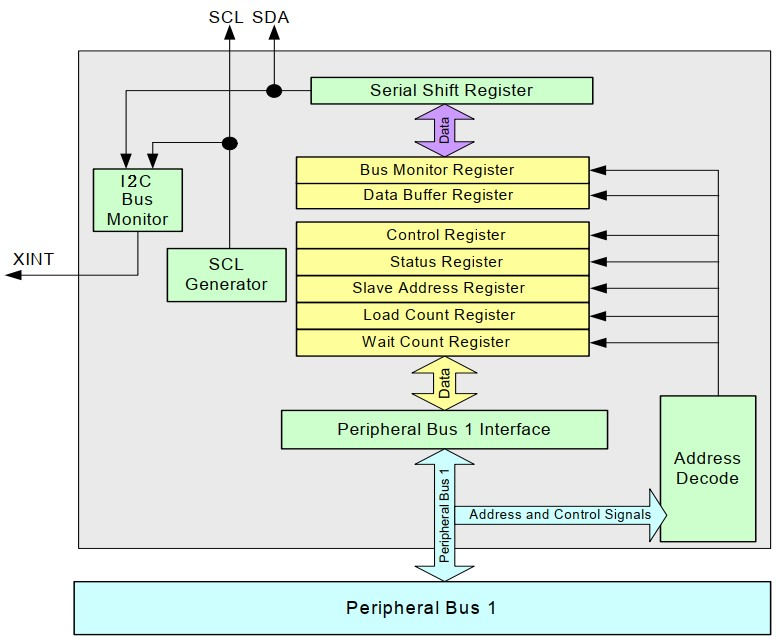 SCL SDA
Serial Shift Register
Data
Bus Monitor Register
Data Buffer Register
I2C
Bus
Monitor
Control Register
XINT
SCL
Generator
Status Register
Slave Address Register
Load Count Register
Wait Count Register
Data
Peripheral Bus 1 Interface
Address
Decode
Peripheral Bus 1
Address and Control Signals
Peripheral Bus 1